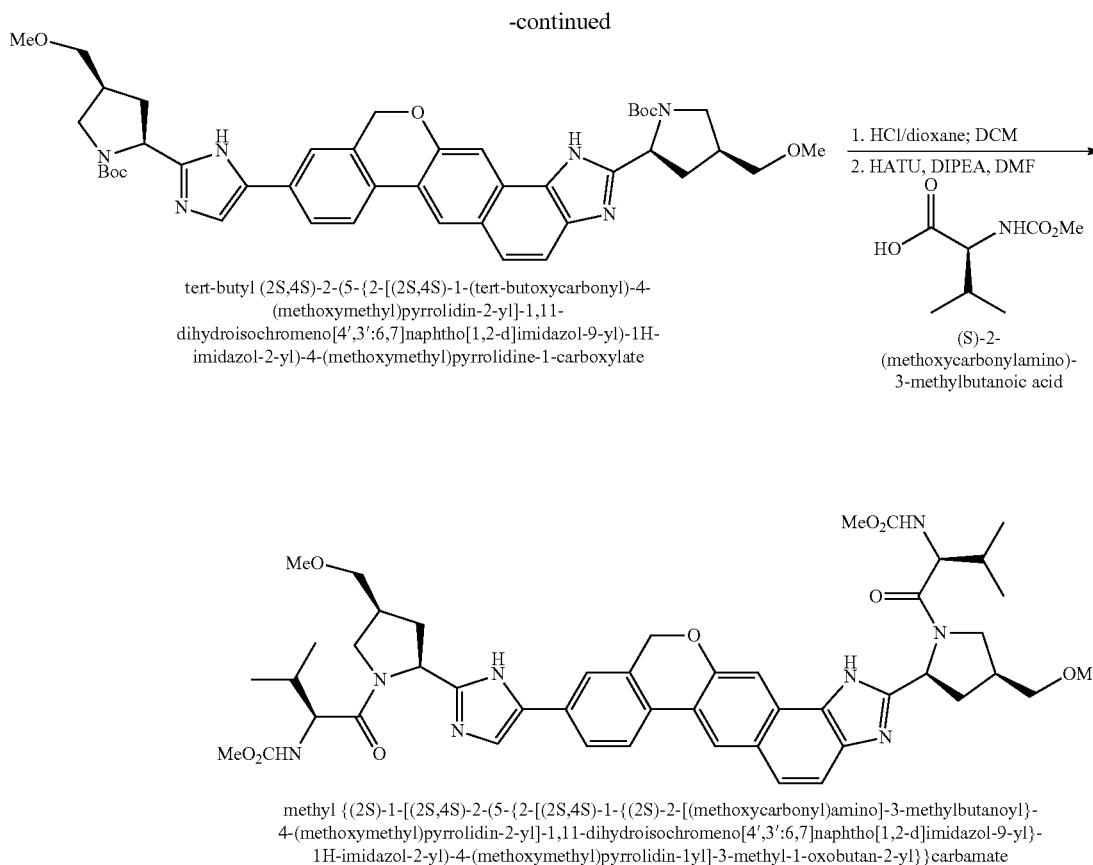 -continued
MeO
N
Boc
H
N
N
O
BocN
H
N
N
OMe
1. HCl/dioxane; DCM
2. HATU, DIPEA, DMF
O
HO
NHCO2Me
tert-butyl (2S,4S)-2-(5-{2-[(2S,4S)-1-(tert-butoxycarbonyl)-4-
(methoxymethyl)pyrrolidin-2-yl]-1,11-
dihydroisochromeno[4',3':6,7]naphtho[1,2-d]imidazol-9-yl)-1H-
imidazol-2-yl)-4-(methoxymethyl)pyrrolidine-1-carboxylate
(S)-2-
(methoxycarbonylamino)-
3-methylbutanoic acid
MeO2CHN
O
N
MeO
N
O
MeO2CHN
H
N
N
O
H
N
N
OM
methyl {(2S)-1-[(2S,4S)-2-(5-{2-[(2S,4S)-1-{(2S)-2-[(methoxycarbonyl)amino]-3-methylbutanoyl}-
4-(methoxymethyl)pyrrolidin-2-yl]-1,11-dihydroisochromeno[4',3':6,7]naphtho[1,2-d]imidazol-9-yl}-
1H-imidazol-2-yl)-4-(methoxymethyl)pyrrolidin-1yl]-3-methyl-1-oxobutan-2-yl}}carbamate